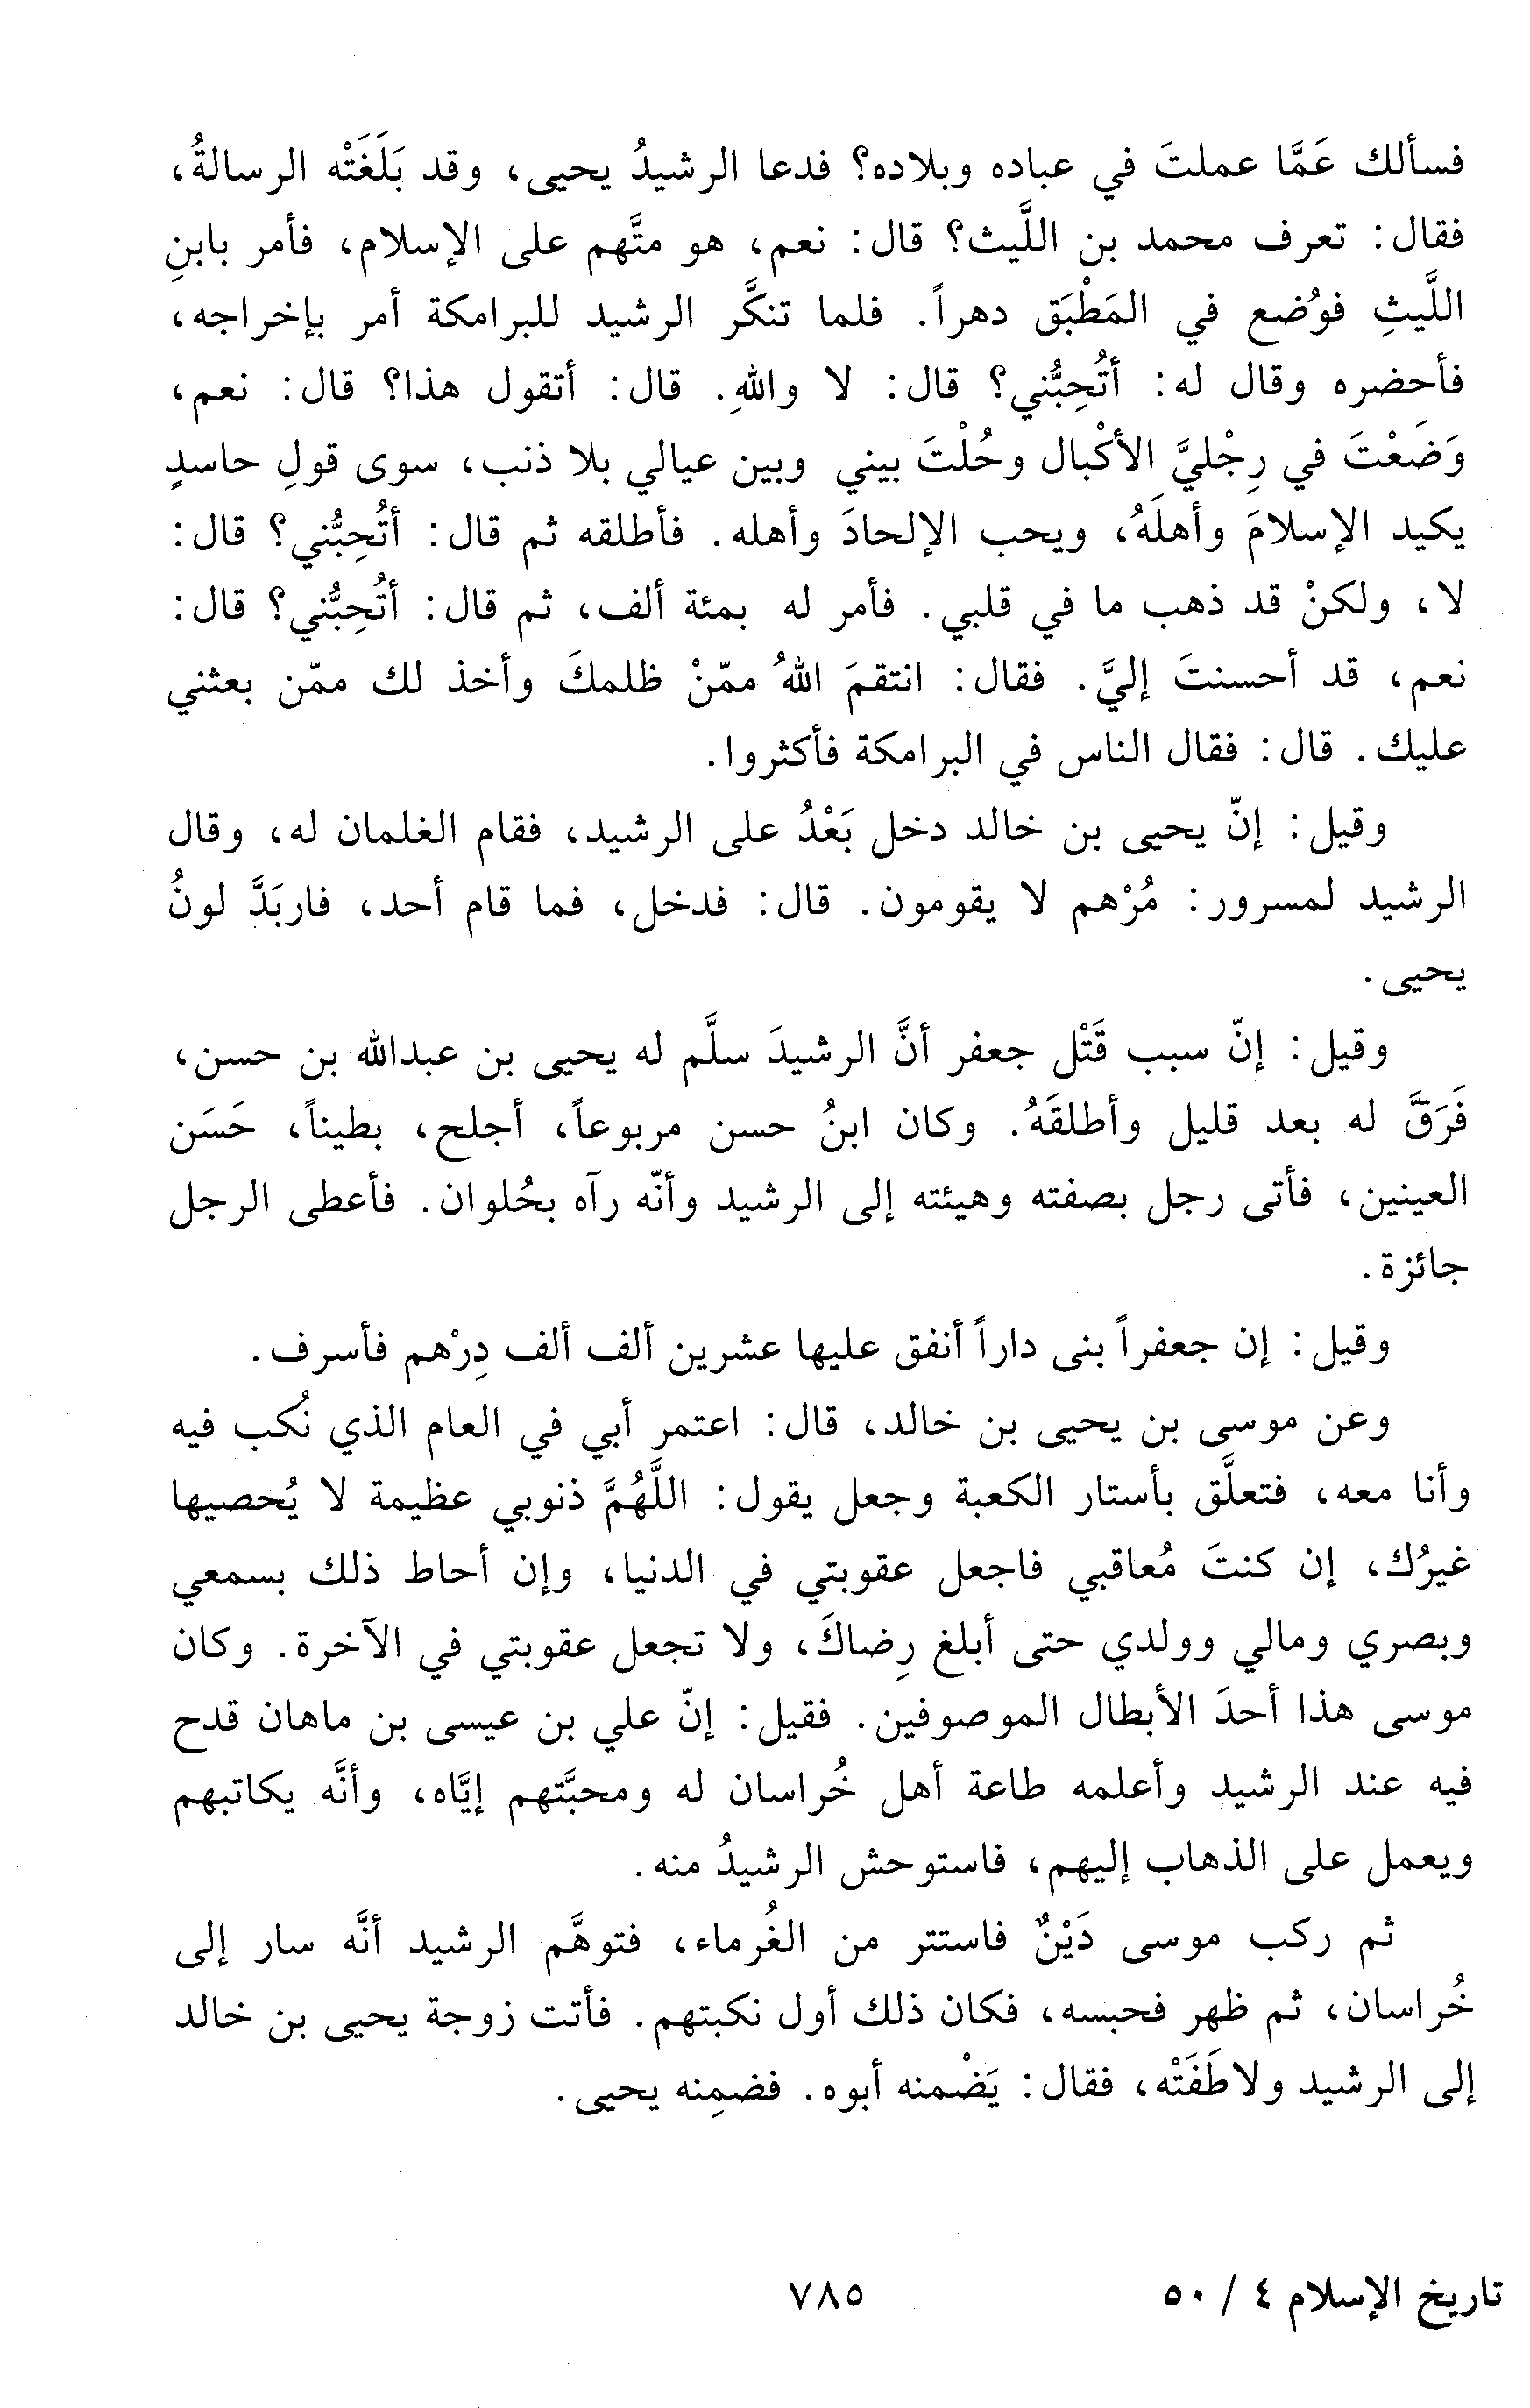 فسألك عَمَّا عملتَ في عباده وبلاده؟ فدعا الرشيدُ يحيى، وقد بَلَغَتْه الرسالةُ،
فقال: تعرف محمد بن اللَّيث؟ قال: نعم، هو متَّهم على الإسلام، فأمر بابنِ
اللَّيثِ فوُضع في المَطْبَق دهراً. فلما تنكَّر الرشيد للبرامكة أمر بإخراجه،
فأحضره وقال له: أتُحِبُّني؟ قال: لا واللهِ. قال: أتقول هذا؟ قال: نعم،
وَضَعْتَ في رِجْليَّ الأكْبال وحُلْتَ بيني وبين عيالي بلا ذنب، سوى قولِ حاسدٍ
يكيد الإسلامَ وأهلَهُ، ويحب الإلحادَ وأهله. فأطلقه ثم قال: أتُحِبُّني؟ قال:
لا، ولكنْ قد ذهب ما في قلبي. فأمر له بمئة ألف، ثم قال: أتُحِبُّني؟ قال:
نعم، قد أحسنتَ إليَّ. فقال: انتقمَ اللهُ ممّنْ ظلمكَ وأخذ لك ممّن بعثني
عليك. قال: فقال الناس في البرامكة فأكثروا.
وقيل: إنّ يحيى بن خالد دخل بَعْدُ على الرشيد، فقام الغلمان له، وقال
الرشيد لمسرور: مُرْهم لا يقومون. قال: فدخل، فما قام أحد، فاربَدَّ لونُ
يحيى.
وقيل: إنّ سبب قَتْل جعفر أنَّ الرشيدَ سلَّم له يحيى بن عبدالله بن حسن،
فَرَقَّ له بعد قليل وأطلقَهُ. وكان ابنُ حسن مربوعاً، أجلح، بطيناً، حَسَن
العينين، فأتى رجل بصفته وهيئته إلى الرشيد وأنّه رآه بحُلوان. فأعطى الرجل
جائزة.
وقيل: إن جعفراً بنى داراً أنفق عليها عشرين ألف ألف دِرْهم فأسرف.
وعن موسى بن يحيى بن خالد، قال: اعتمر أبي في العام الذي نُكب فيه
وأنا معه، فتعلَّق بأستار الكعبة وجعل يقول: اللَّهُمَّ ذنوبي عظيمة لا يُحصيها
غيرُك، إن كنتَ مُعاقبي فاجعل عقوبتي في الدنيا، وإن أحاط ذلك بسمعي
وبصري ومالي وولدي حتى أبلغ رِضاكَ، ولا تجعل عقوبتي في الآخرة. وكان
موسى هذا أحدَ الأبطال الموصوفين. فقيل: إنّ علي بن عيسى بن ماهان قدح
فيه عند الرشيد وأعلمه طاعة أهل خُراسان له ومحبَّتهم إيَّاه، وأنَّه يكاتبهم
ويعمل على الذهاب إليهم، فاستوحش الرشيدُ منه.
ثم ركب موسى دَيْنٌ فاستتر من الغُرماء، فتوهَّم الرشيد أنَّه سار إلى
خُراسان، ثم ظهر فحبسه، فكان ذلك أول نكبتهم. فأتت زوجة يحيى بن خالد
إلى الرشيد ولاطَفَتْه، فقال: يَضْمنه أبوه. فضمِنه يحيى.
تاريخ الإسلام ٤ / ٥٠
٧٨٥